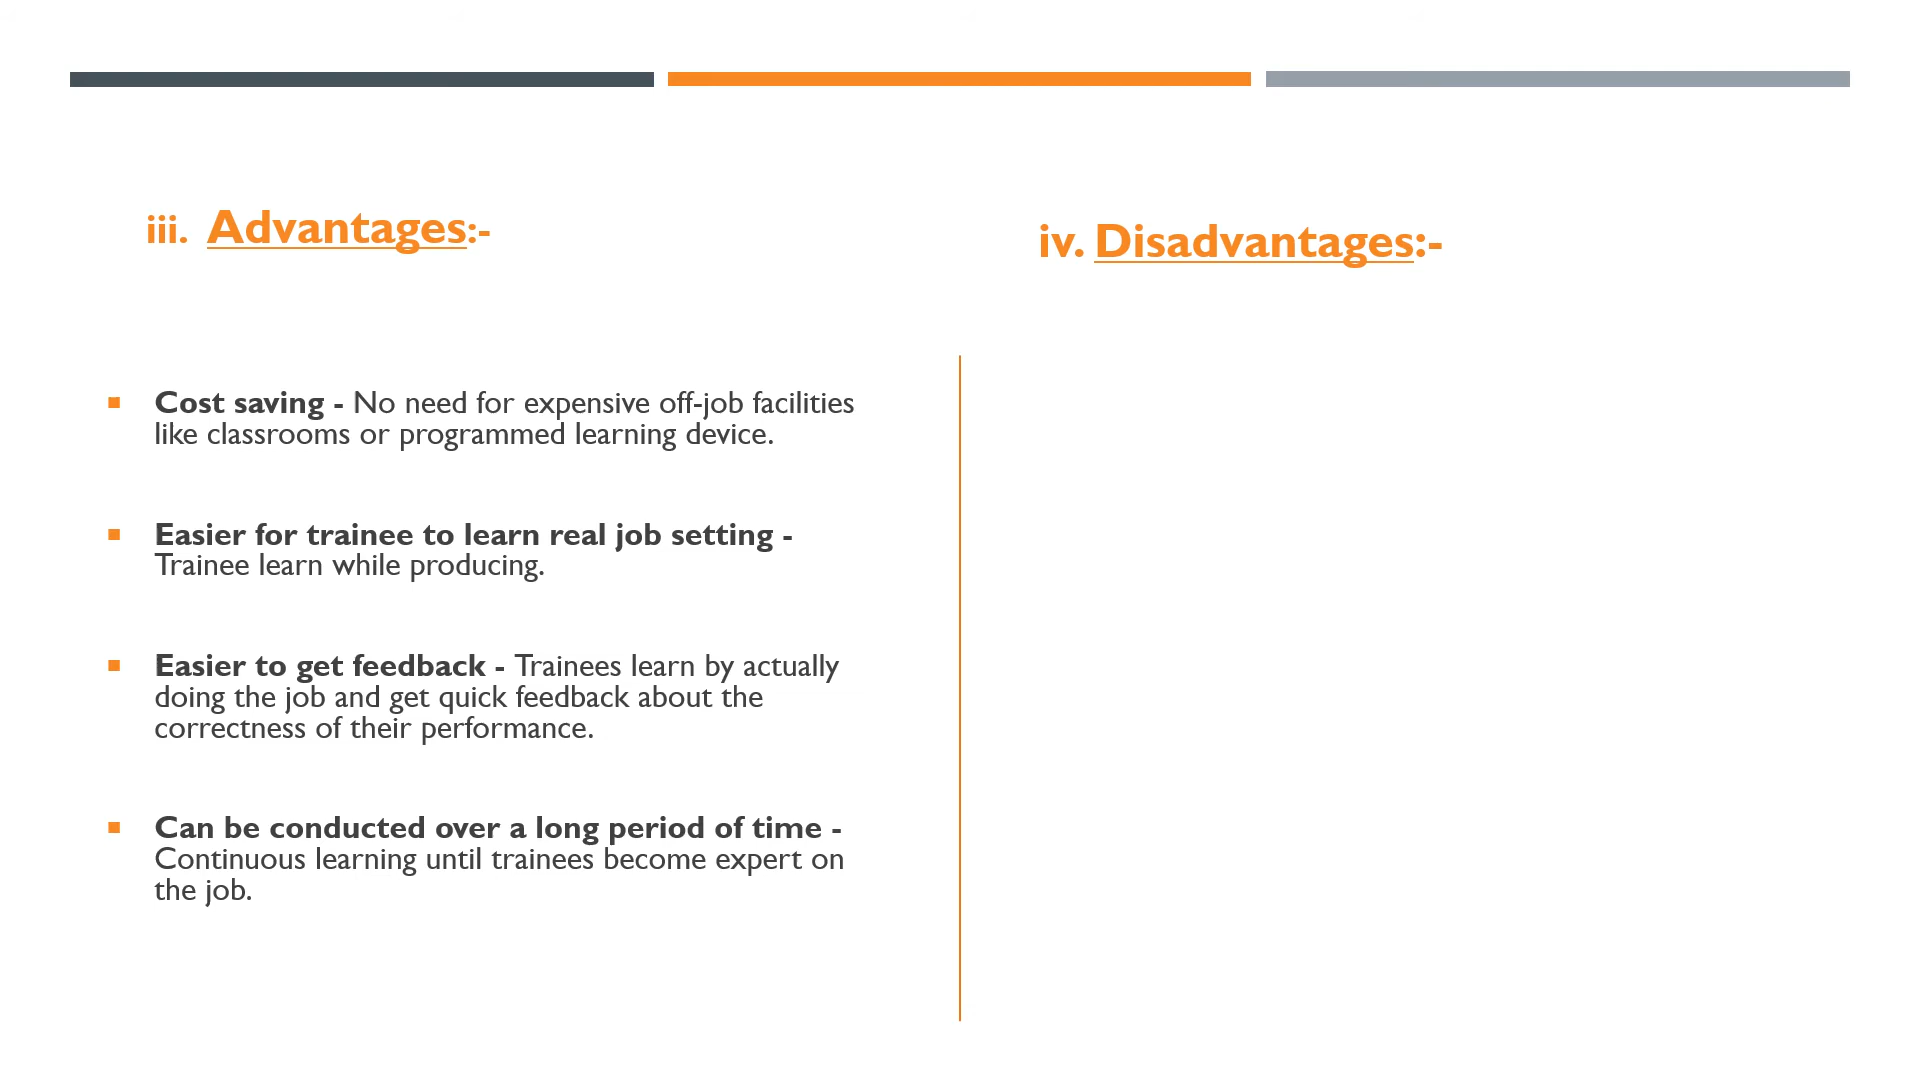 iii. Advantages:-
Cost saving - No need for expensive off-job facilities
like classrooms or programmed learning device.
Easier for trainee to learn real job setting -
Trainee learn while producing.
Easier to get feedback - Trainees learn by actually
doing the job and get quick feedback about the
correctness of their performance.
Can be conducted over a long period of time -
Continuous learning until trainees become expert on
the job.
iv. Disadvantages:-